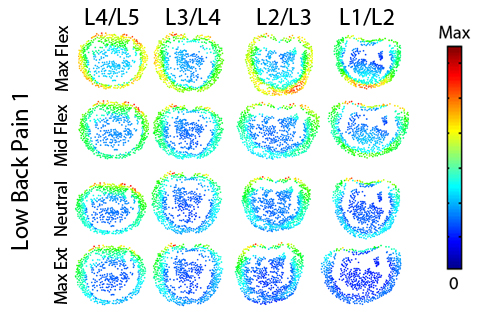 L4/L5 L3/L4 L2/L3 L1/L2
Max
Low Back Pain 1
Max Flex
Mid Flex
Neutral
Max Ext
0